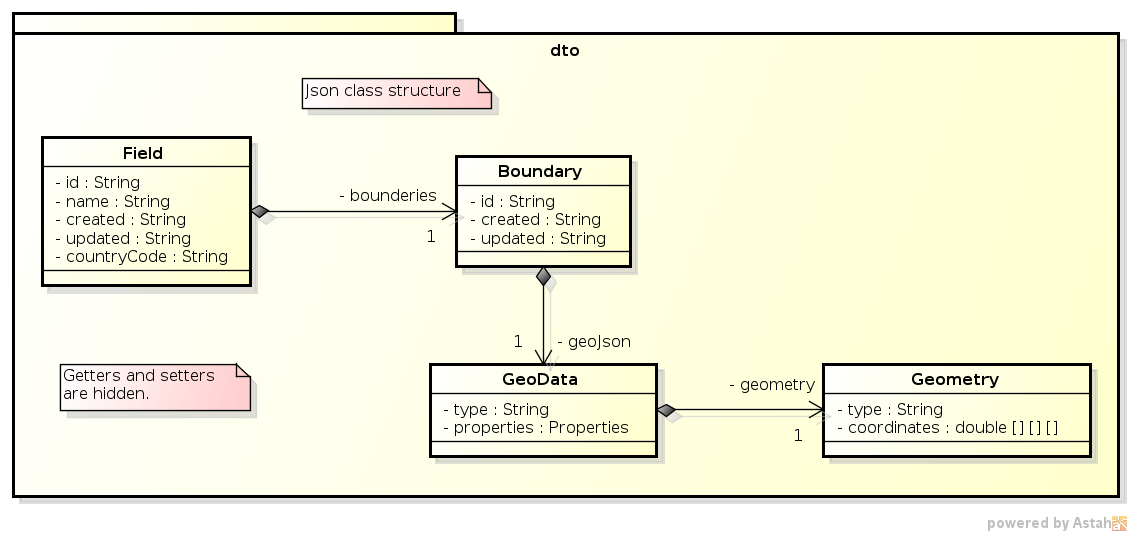 dto
Json class structure
Field
- id : String
- name : String
- created : String
- updated : String
- countryCode : String
- bounderies
1
Boundary
- id : String
- created : String
- updated : String
1
- geoJson
Getters and setters
are hidden.
GeoData
- type : String
- properties : Properties
- geometry
1
Geometry
- type : String
- coordinates : double [] [] []
powered by Astah